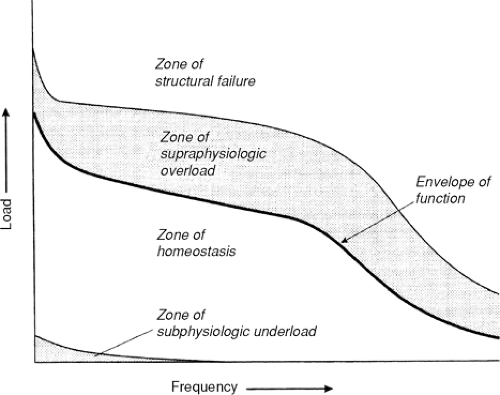 Zone of
structural failure
Zone of
supraphysiologic
overload
Envelope of
function
Load
Zone of
homeostasis
Zone of
subphysiologic underload
Frequency